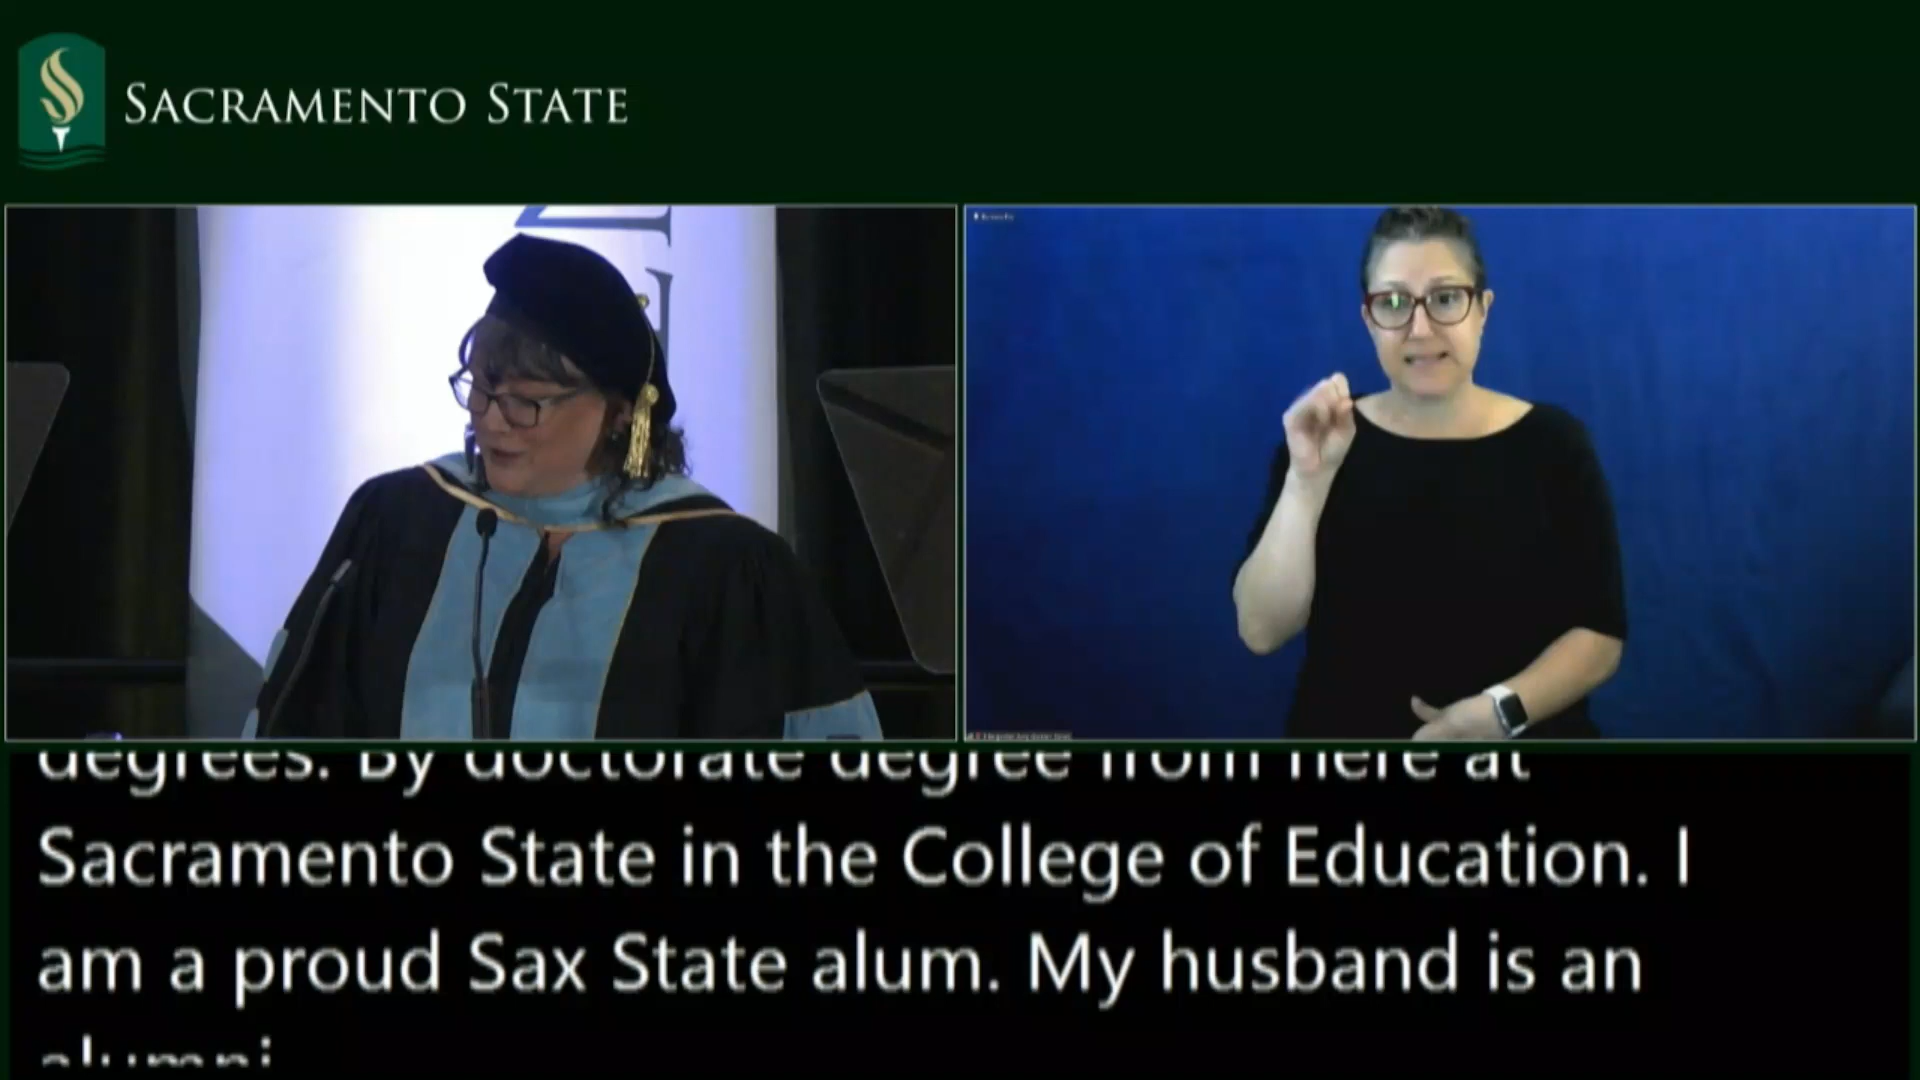 SACRAMENTO STATE
degrees. By doctorate degree from here at
Sacramento State in the College of Education. I
am a proud Sax State alum. My husband is an
alumni